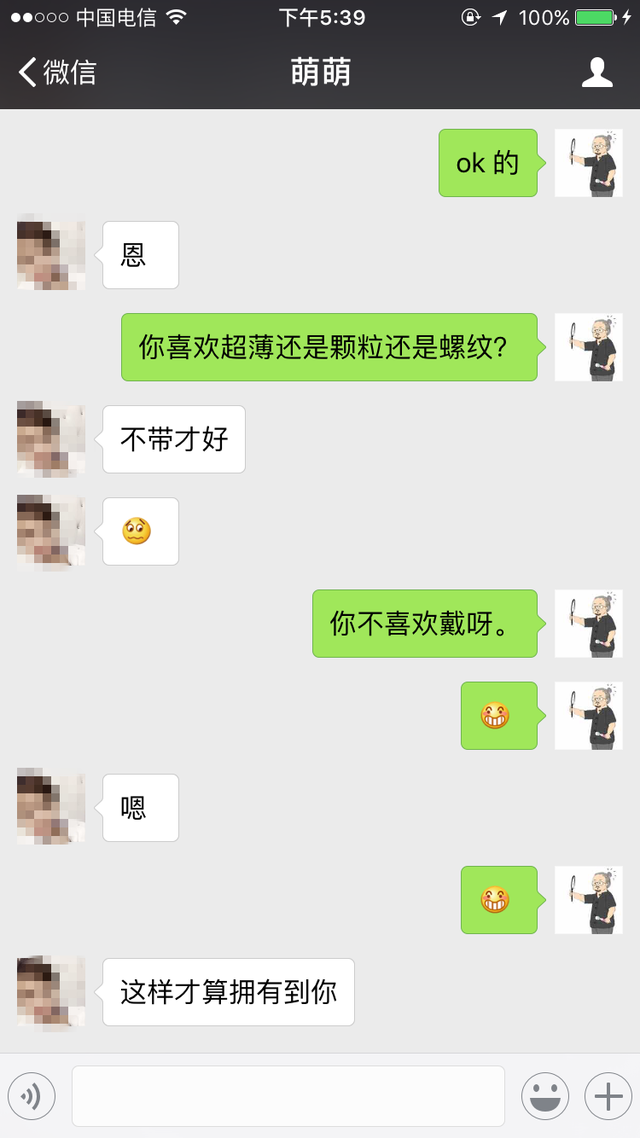 中国电信 下午5:39 100%
微信 萌萌
ok 的
恩
你喜欢超薄还是颗粒还是螺纹?
不带才好
你不喜欢戴呀。
嗯
这样才算拥有到你